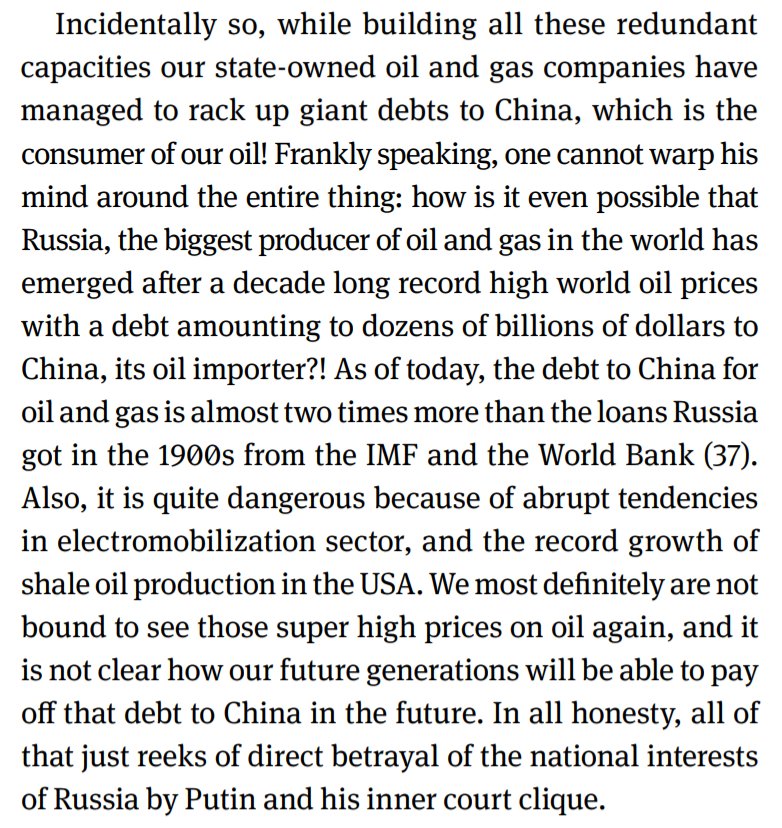 Incidentally so, while building all these redundant
capacities our state-owned oil and gas companies have
managed to rack up giant debts to China, which is the
consumer of our oil! Frankly speaking, one cannot warp his
mind around the entire thing: how is it even possible that
Russia, the biggest producer of oil and gas in the world has
emerged after a decade long record high world oil prices
with a debt amounting to dozens of billions of dollars to
China, its oil importer?! As of today, the debt to China for
oil and gas is almost two times more than the loans Russia
got in the 1900s from the IMF and the World Bank (37).
Also, it is quite dangerous because of abrupt tendencies
in electromobilization sector, and the record growth of
shale oil production in the USA. We most definitely are not
bound to see those super high prices on oil again, and it
is not clear how our future generations will be able to pay
off that debt to China in the future. In all honesty, all of
that just reeks of direct betrayal of the national interests
of Russia by Putin and his inner court clique.